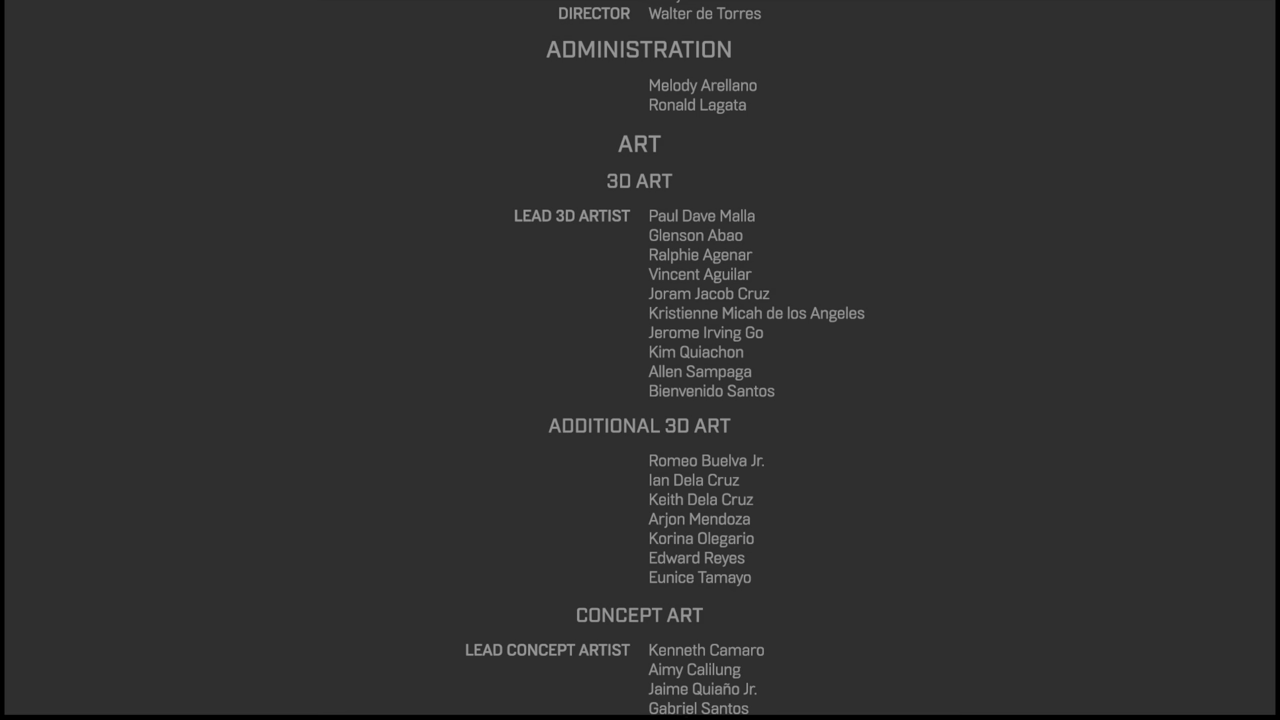 DIRECTOR Walter de Torres
ADMINISTRATION
Melody Arellano
Ronald Lagata
ART
3D ART
LEAD 3D ARTIST Paul Dave Malla
Glenson Abao
Ralphie Agenar
Vincent Aguilar
Joram Jacob Cruz
Kristienne Micah de los Angeles
Jerome Irving Go
Kim Quiachon
Allen Sampaga
Bienvenido Santos
ADDITIONAL 3D ART
Romeo Buelva Jr.
Ian Dela Cruz
Keith Dela Cruz
Arjon Mendoza
Korina Olegario
Edward Reyes
Eunice Tamayo
CONCEPT ART
LEAD CONCEPT ARTIST Kenneth Camaro
Aimy Calilung
Jaime Quiaño Jr.
Gabriel Santos